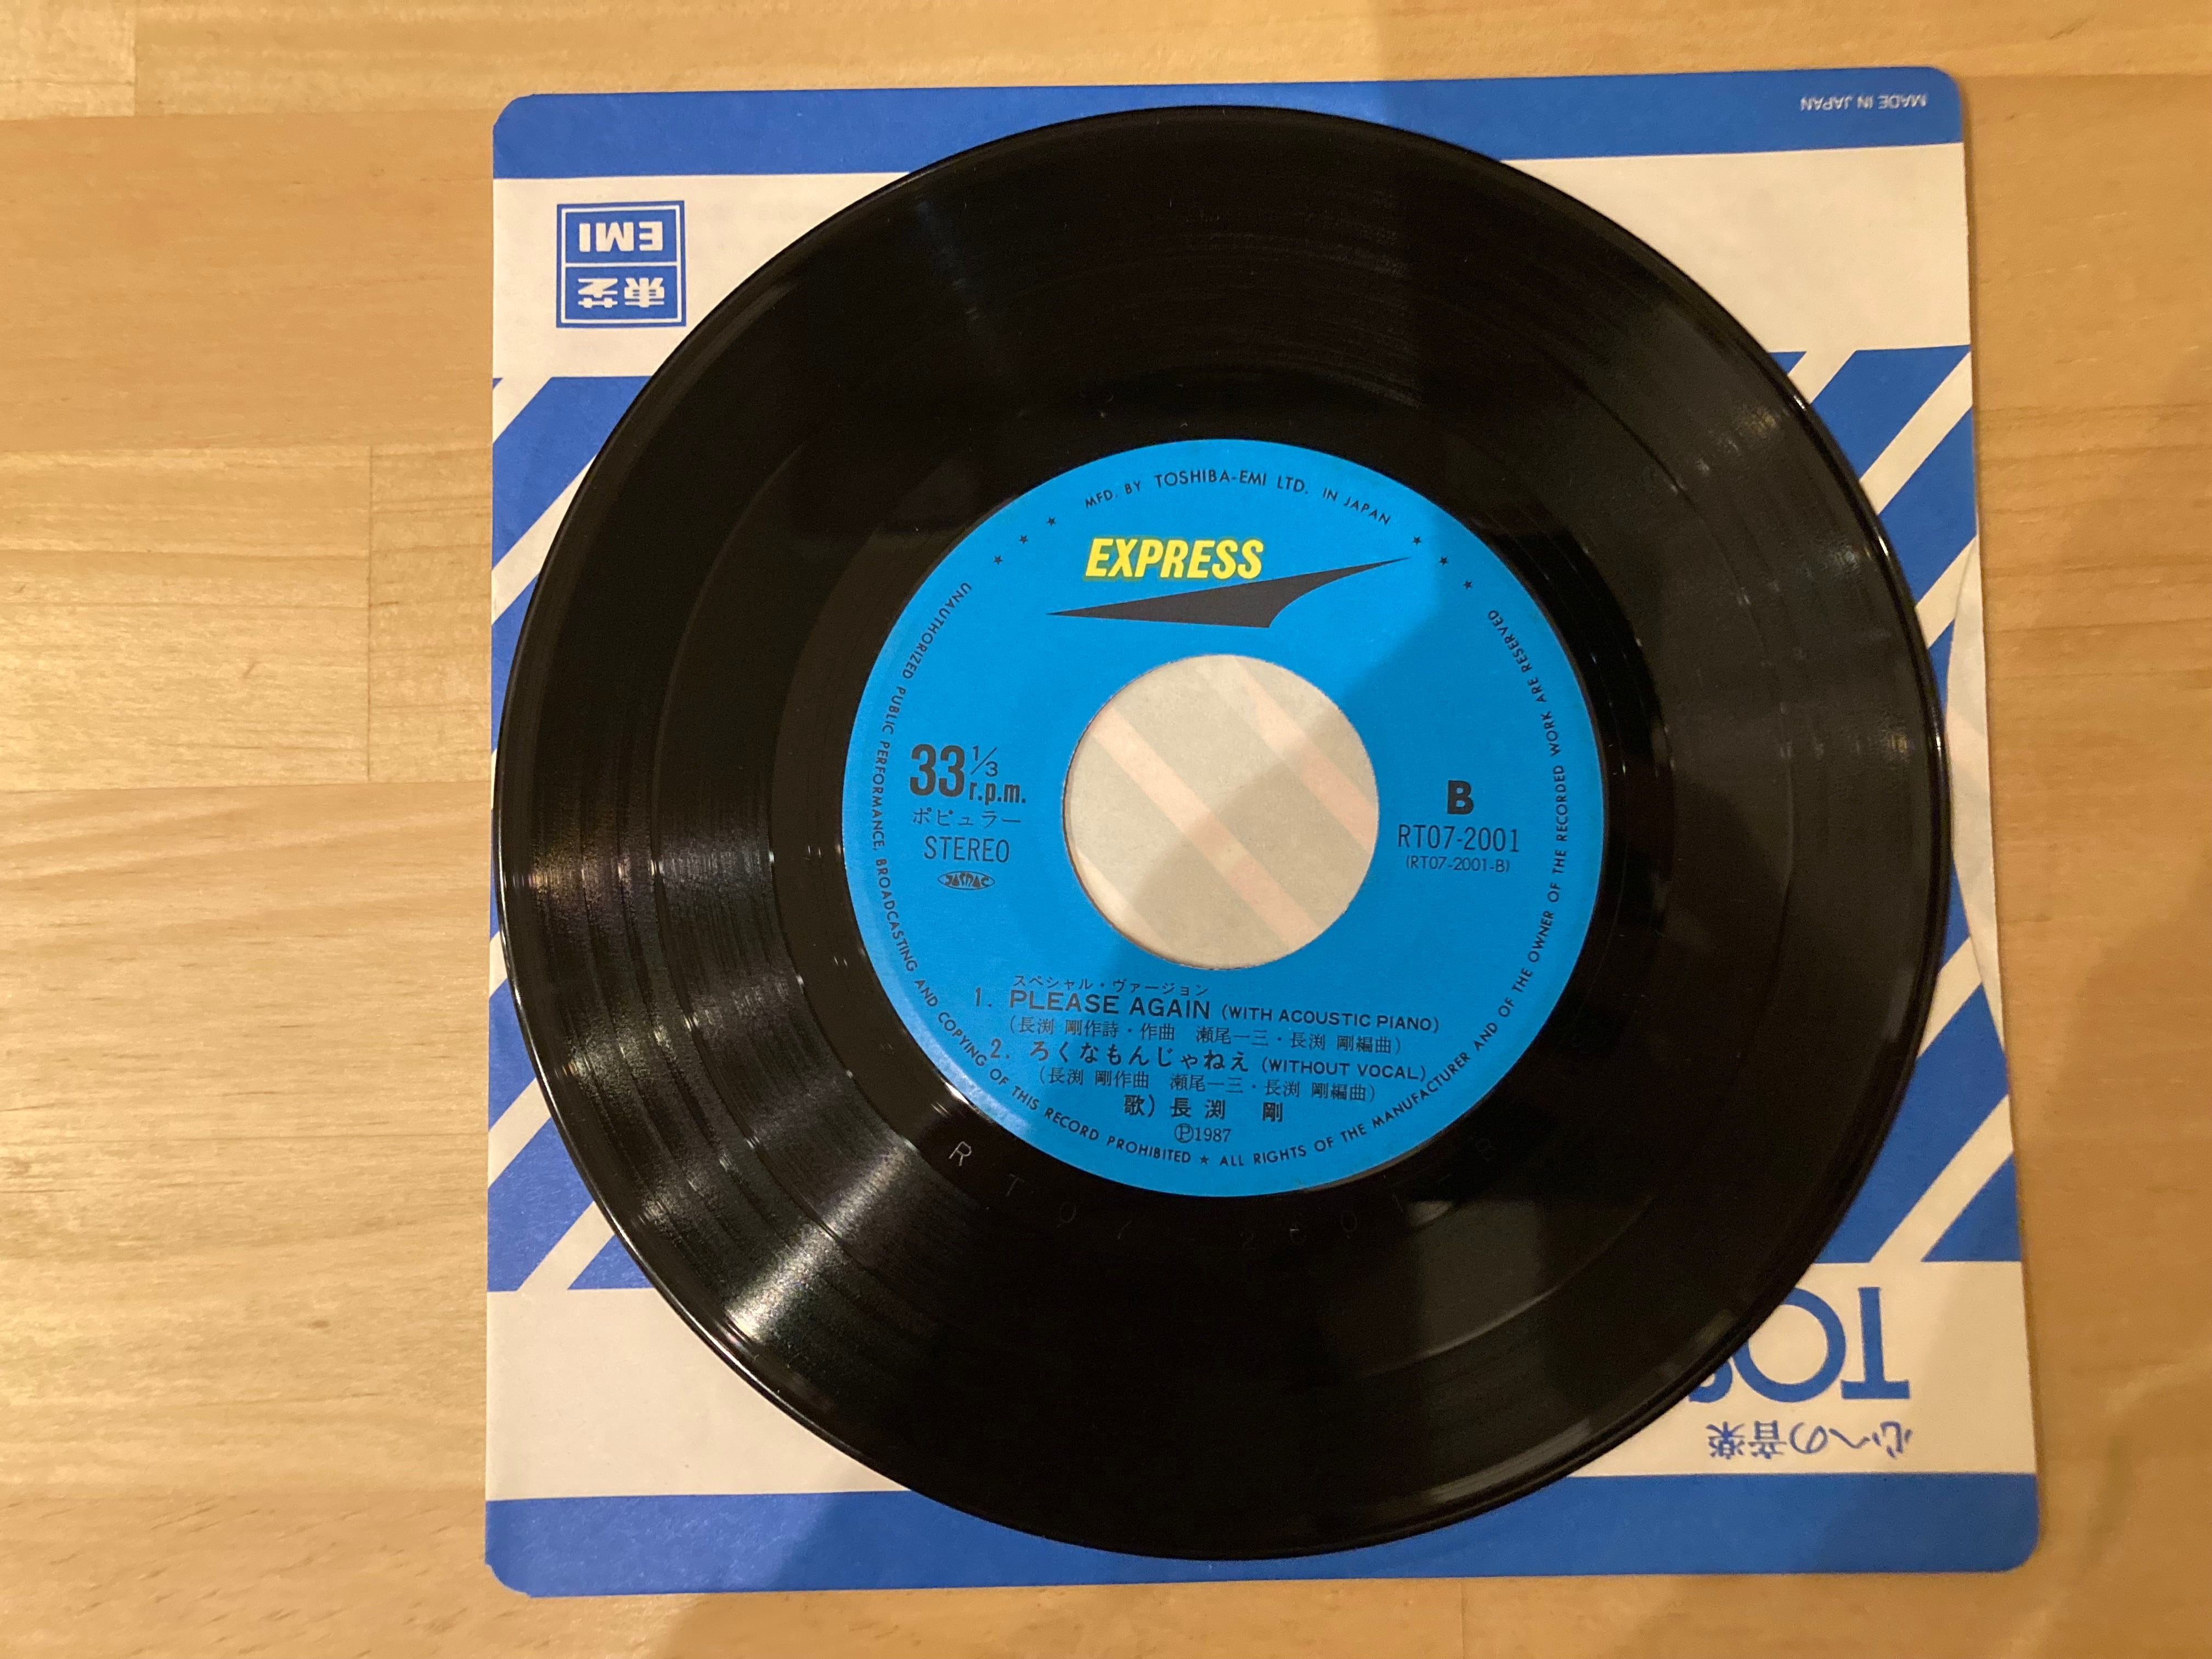 MADE IN JAPAN
東芝
EMI
MFD. BY TOSHIBA-EMI LTD. IN JAPAN
EXPRESS
33 1/3 r.p.m.
ポピュラー
STEREO
JASRAC
B
RT07-2001
(RT07-2001-B)
スペシャル・ヴァージョン
1. PLEASE AGAIN (WITH ACOUSTIC PIANO)
(長渕 剛作詩・作曲 瀬尾一三・長渕 剛編曲)
2. ろくなもんじゃねえ (WITHOUT VOCAL)
(長渕 剛作曲 瀬尾一三・長渕 剛編曲)
歌) 長渕 剛
Ⓟ1987
UNAUTHORIZED PUBLIC PERFORMANCE, BROADCASTING AND COPYING OF THIS RECORD PROHIBITED ★ ALL RIGHTS OF THE MANUFACTURER AND OF THE OWNER OF THE RECORDED WORK ARE RESERVED
RT07-2001-B
心への音楽
TO